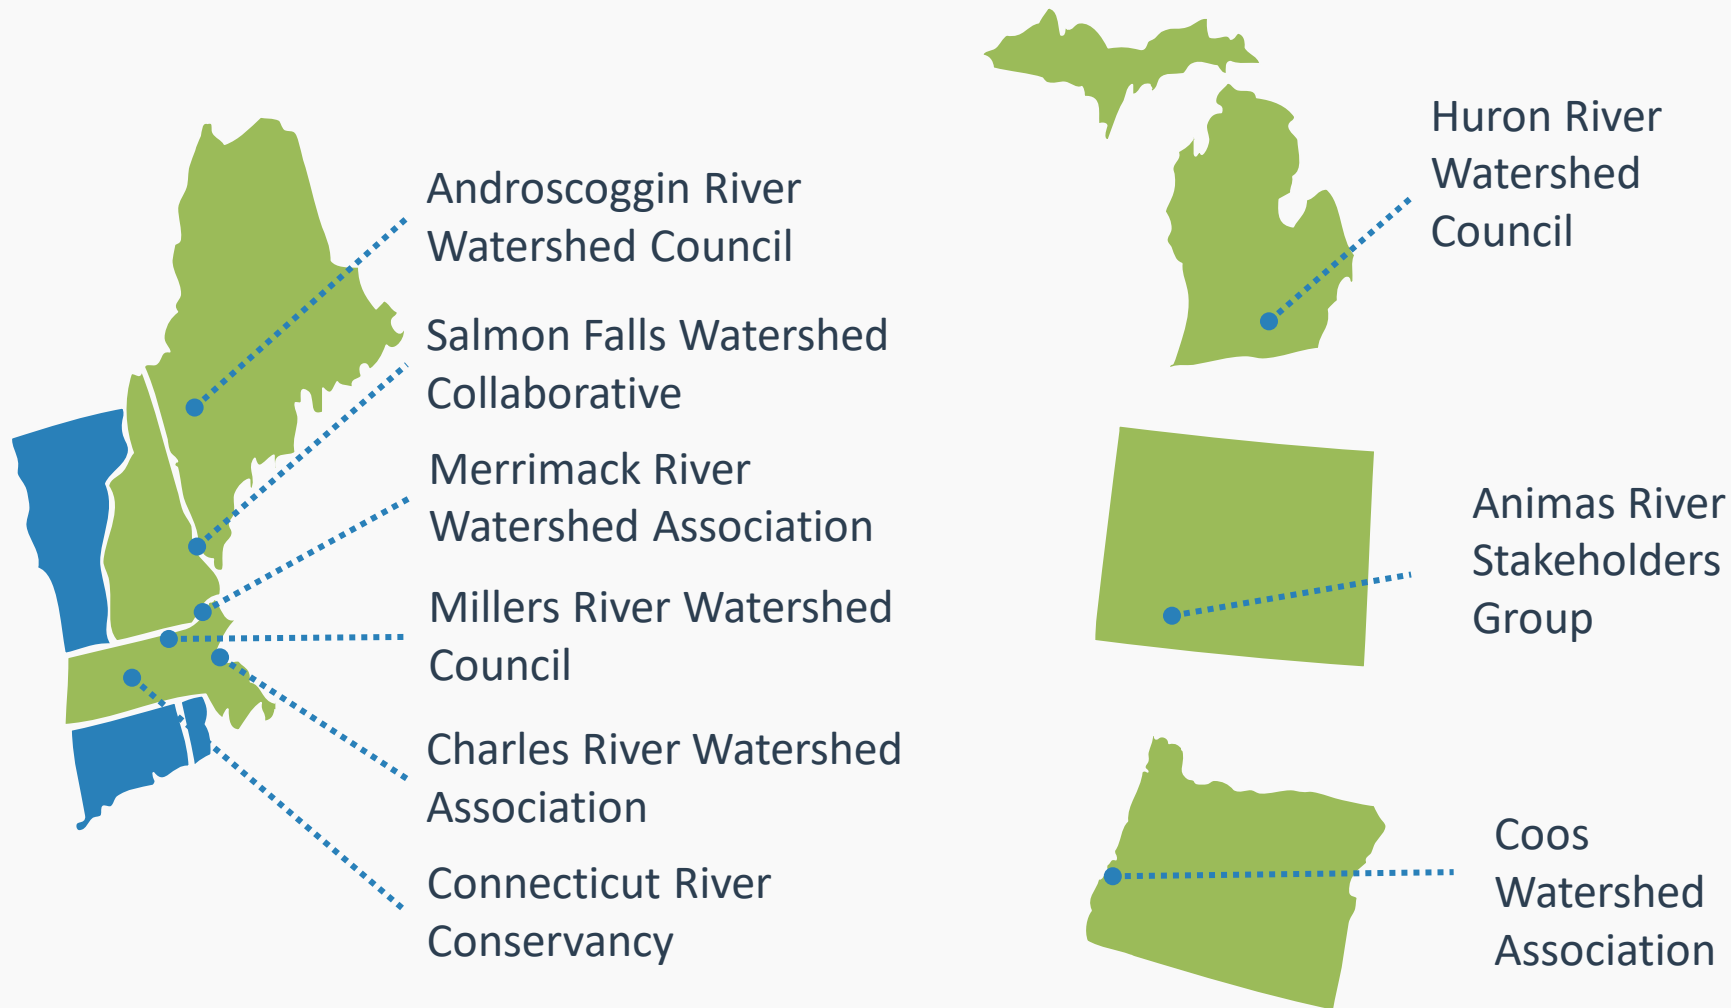 Androscoggin River
Watershed Council
Salmon Falls Watershed
Collaborative
Merrimack River
Watershed Association
Millers River Watershed
Council
Charles River Watershed
Association
Connecticut River
Conservancy
Huron River
Watershed
Council
Animas River
Stakeholders
Group
Coos
Watershed
Association